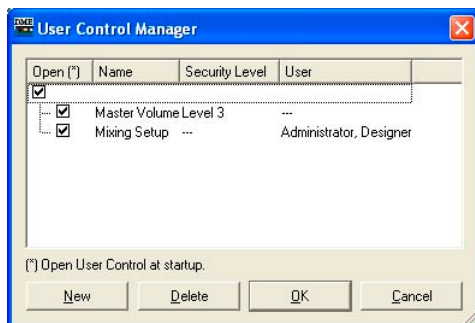 DME User Control Manager
Open (*) Name Security Level User
Master Volume Level 3 ---
Mixing Setup --- Administrator, Designer
(*) Open User Control at startup.
New Delete OK Cancel